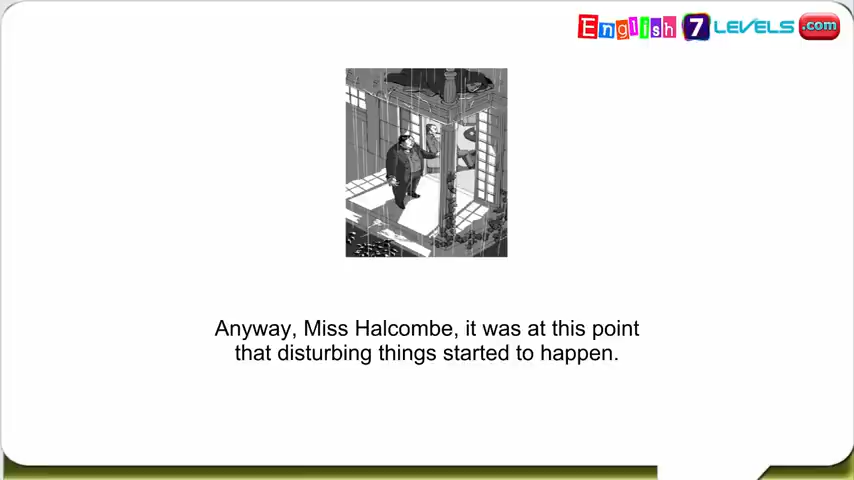 English 7 LEVELS .com
Anyway, Miss Halcombe, it was at this point
that disturbing things started to happen.